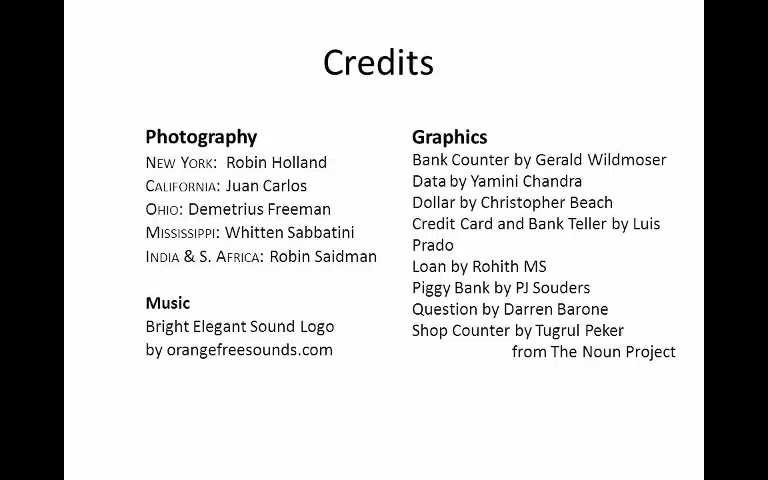 Credits
Photography
NEW YORK: Robin Holland
CALIFORNIA: Juan Carlos
OHIO: Demetrius Freeman
MISSISSIPPI: Whitten Sabbatini
INDIA & S. AFRICA: Robin Saidman
Music
Bright Elegant Sound Logo
by orangefreesounds.com
Graphics
Bank Counter by Gerald Wildmoser
Data by Yamini Chandra
Dollar by Christopher Beach
Credit Card and Bank Teller by Luis
Prado
Loan by Rohith MS
Piggy Bank by PJ Souders
Question by Darren Barone
Shop Counter by Tugrul Peker
from The Noun Project